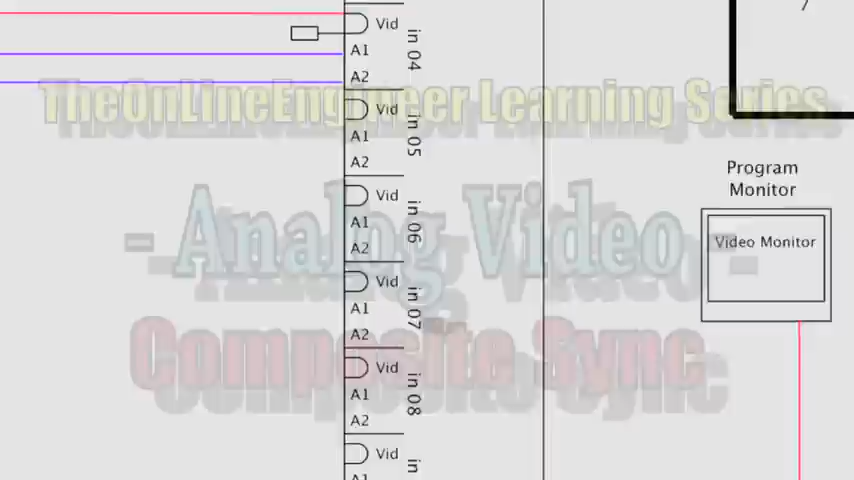 Vid
in 04
A1
A2
TheOnLineEngineer Learning Series
Vid
in 05
A1
A2
Program
Monitor
Vid
in 06
A1
A2
- Analog Video -
Video Monitor
Vid
in 07
A1
A2
Composite Sync
Vid
in 08
A1
A2
Vid
in
A1